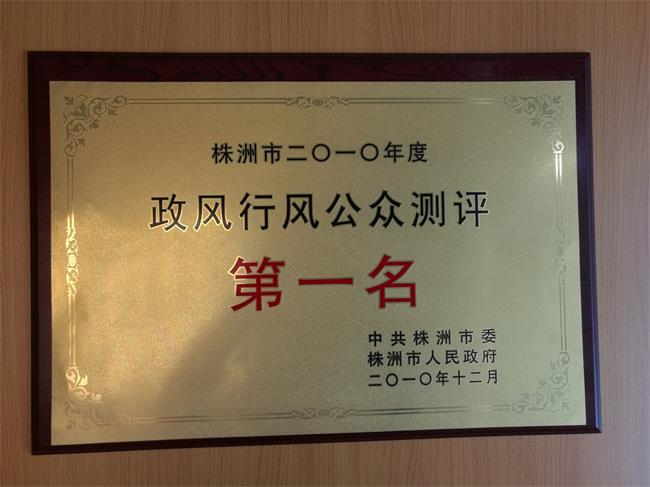 株洲市二〇一〇年度
政风行风公众测评
第一名
中共株洲市委
株洲市人民政府
二〇一〇年十二月